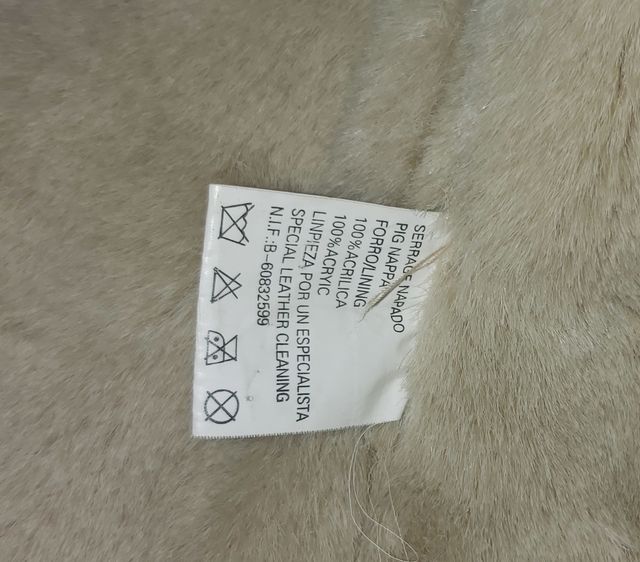 SERRAGE NAPADO
PIG NAPPA
FORRO/LINING
100%ACRILICA
100%ACRYIC
LINPIEZA POR UN ESPECIALISTA
SPECIAL LEATHER CLEANING
N.I.F.:B-60832599